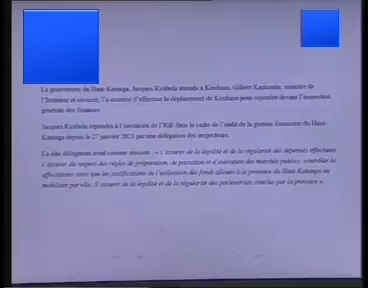 Le gouverneur du Haut-Katanga, Jacques Kyabula attendu à Kinshasa. Gilbert Kankonde, ministre de
l'Intérieur et sécurité, l'a autorisé d'effectuer le déplacement de Kinshasa pour répondre devant l'inspection
générale des finances.
Jacques Kyabula répondra à l'invitation de l'IGF dans le cadre de l'audit de la gestion financière du Haut-
Katanga depuis le 27 janvier 2021 par une délégation des inspecteurs.
La dite délégation avait comme mission : « s'assurer de la légalité et de la régularité des dépenses effectuées
s'assurer du respect des règles de préparation, de passation et d'exécution des marchés publics; contrôler les
affectations ainsi que les justifications de l'utilisation des fonds alloués à la province du Haut-Katanga ou
mobilisés par elle; S'assurer de la légalité et de la régularité des partenariats conclus par la province ».